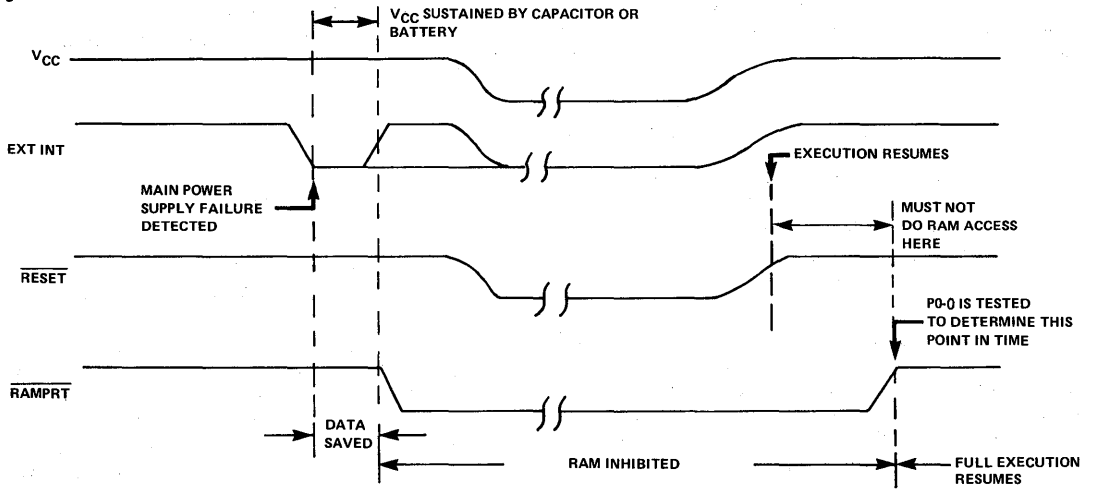 VCC SUSTAINED BY CAPACITOR OR
BATTERY
VCC
EXT INT
EXECUTION RESUMES
MAIN POWER
SUPPLY FAILURE
DETECTED
MUST NOT
DO RAM ACCESS
HERE
RESET
P0-0 IS TESTED
TO DETERMINE THIS
POINT IN TIME
RAMPRT
DATA
SAVED
RAM INHIBITED
FULL EXECUTION
RESUMES